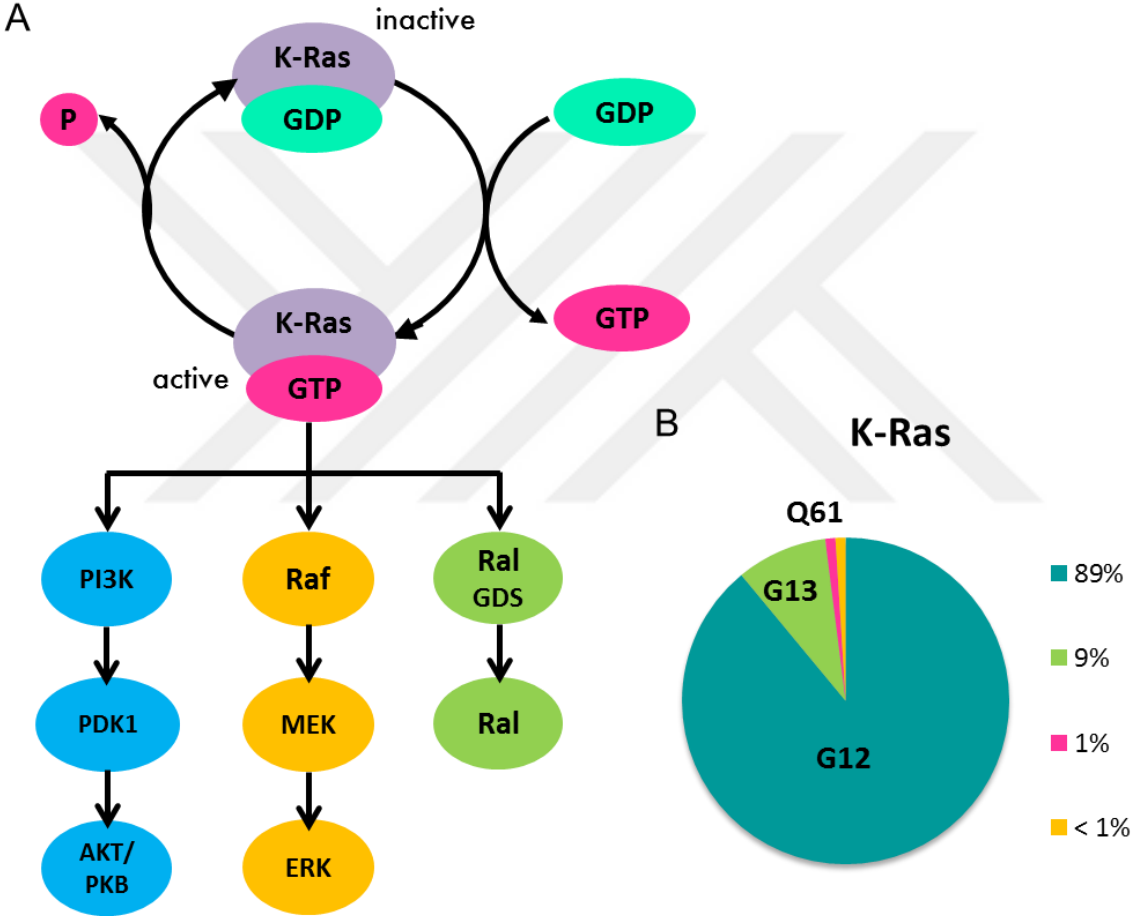 A
inactive
K-Ras
GDP
P
GDP
K-Ras
GTP
active
GTP
B
K-Ras
PI3K
Raf
Ral
GDS
PDK1
MEK
Ral
AKT/
PKB
ERK
Q61
G13
G12
89%
9%
1%
< 1%